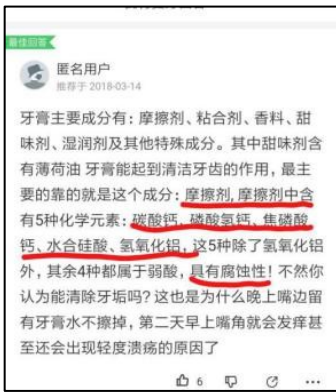 最佳回答
匿名用户
推荐于 2018-03-14
牙膏主要成分有：摩擦剂、粘合剂、香料、甜
味剂、湿润剂及其他特殊成分。其中甜味剂含
有薄荷油 牙膏能起到清洁牙齿的作用，最主
要的靠的就是这个成分：摩擦剂,摩擦剂中含
有5种化学元素：碳酸钙、磷酸氢钙、焦磷酸
钙、水合硅酸、氢氧化铝，这5种除了氢氧化铝
外，其余4种都属于弱酸，具有腐蚀性！不然你
认为能清除牙垢吗？这也是为什么晚上嘴边留
有牙膏水不擦掉，第二天早上嘴角就会发痒甚
至还会出现轻度溃疡的原因了
6